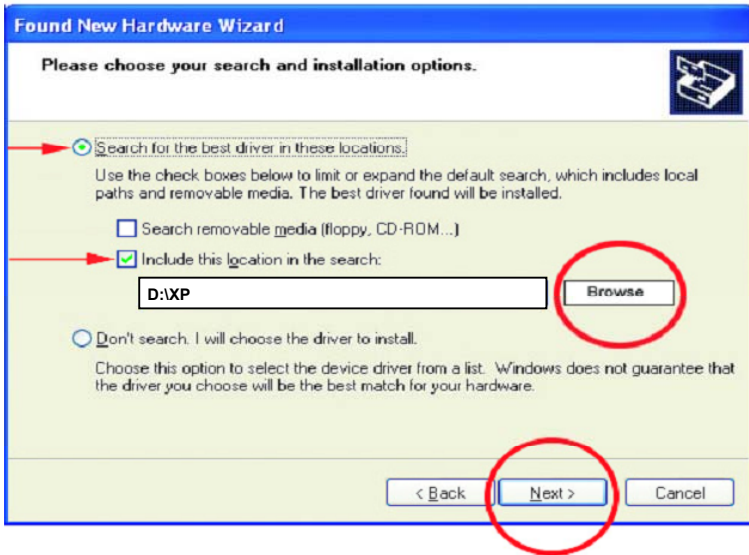 Found New Hardware Wizard
Please choose your search and installation options.
Search for the best driver in these locations.
Use the check boxes below to limit or expand the default search, which includes local
paths and removable media. The best driver found will be installed.
Search removable media (floppy, CD-ROM...)
Include this location in the search:
D:\XP
Browse
Don't search. I will choose the driver to install.
Choose this option to select the device driver from a list. Windows does not guarantee that
the driver you choose will be the best match for your hardware.
< Back Next > Cancel